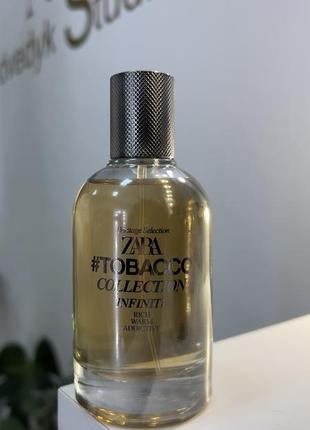 Heritage Selection
ZARA
#TOBACCO
COLLECTION
INFINITE
RICH
WARM
ADDICTIVE